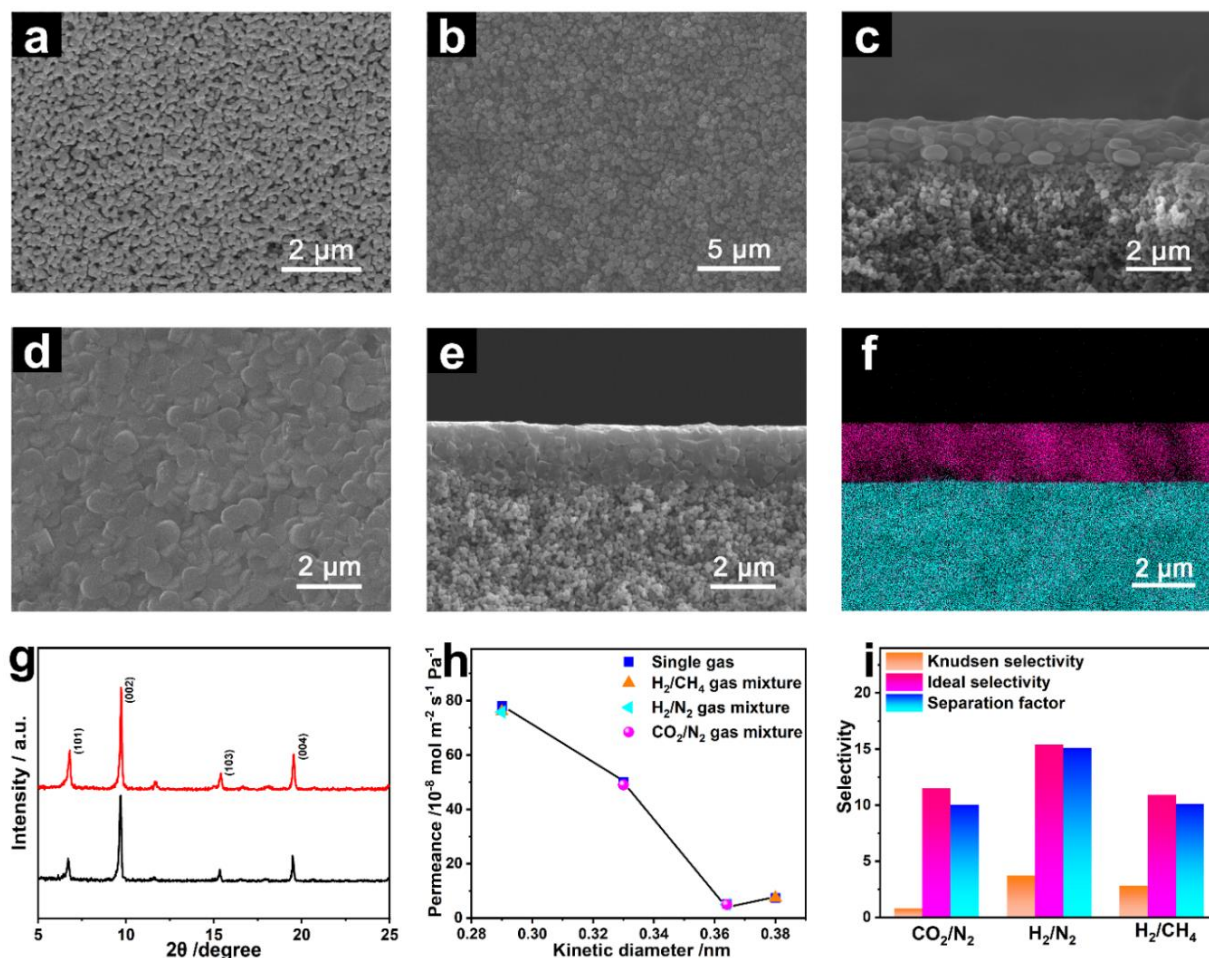 a
2 μm
b
5 μm
c
2 μm
d
2 μm
e
2 μm
f
2 μm
g
Intensity / a.u.
(101)
(002)
(103)
(004)
5 10 15 20 25
2θ /degree
h
Permeance /10⁻⁸ mol m⁻² s⁻¹ Pa⁻¹
Single gas
H₂/CH₄ gas mixture
H₂/N₂ gas mixture
CO₂/N₂ gas mixture
80
60
40
20
0
0.28 0.30 0.32 0.34 0.36 0.38
Kinetic diameter /nm
i
Selectivity
Knudsen selectivity
Ideal selectivity
Separation factor
20
15
10
5
0
CO₂/N₂ H₂/N₂ H₂/CH₄